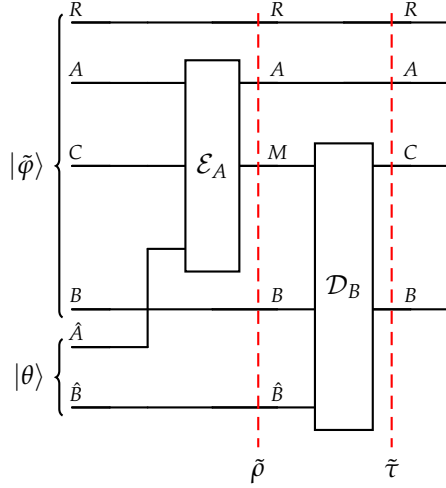 R R R
A A A
|φ̃⟩ C ℰ_A M C
B B 𝒟_B B
Â
|θ⟩
B̂ B̂
ρ̃ τ̃